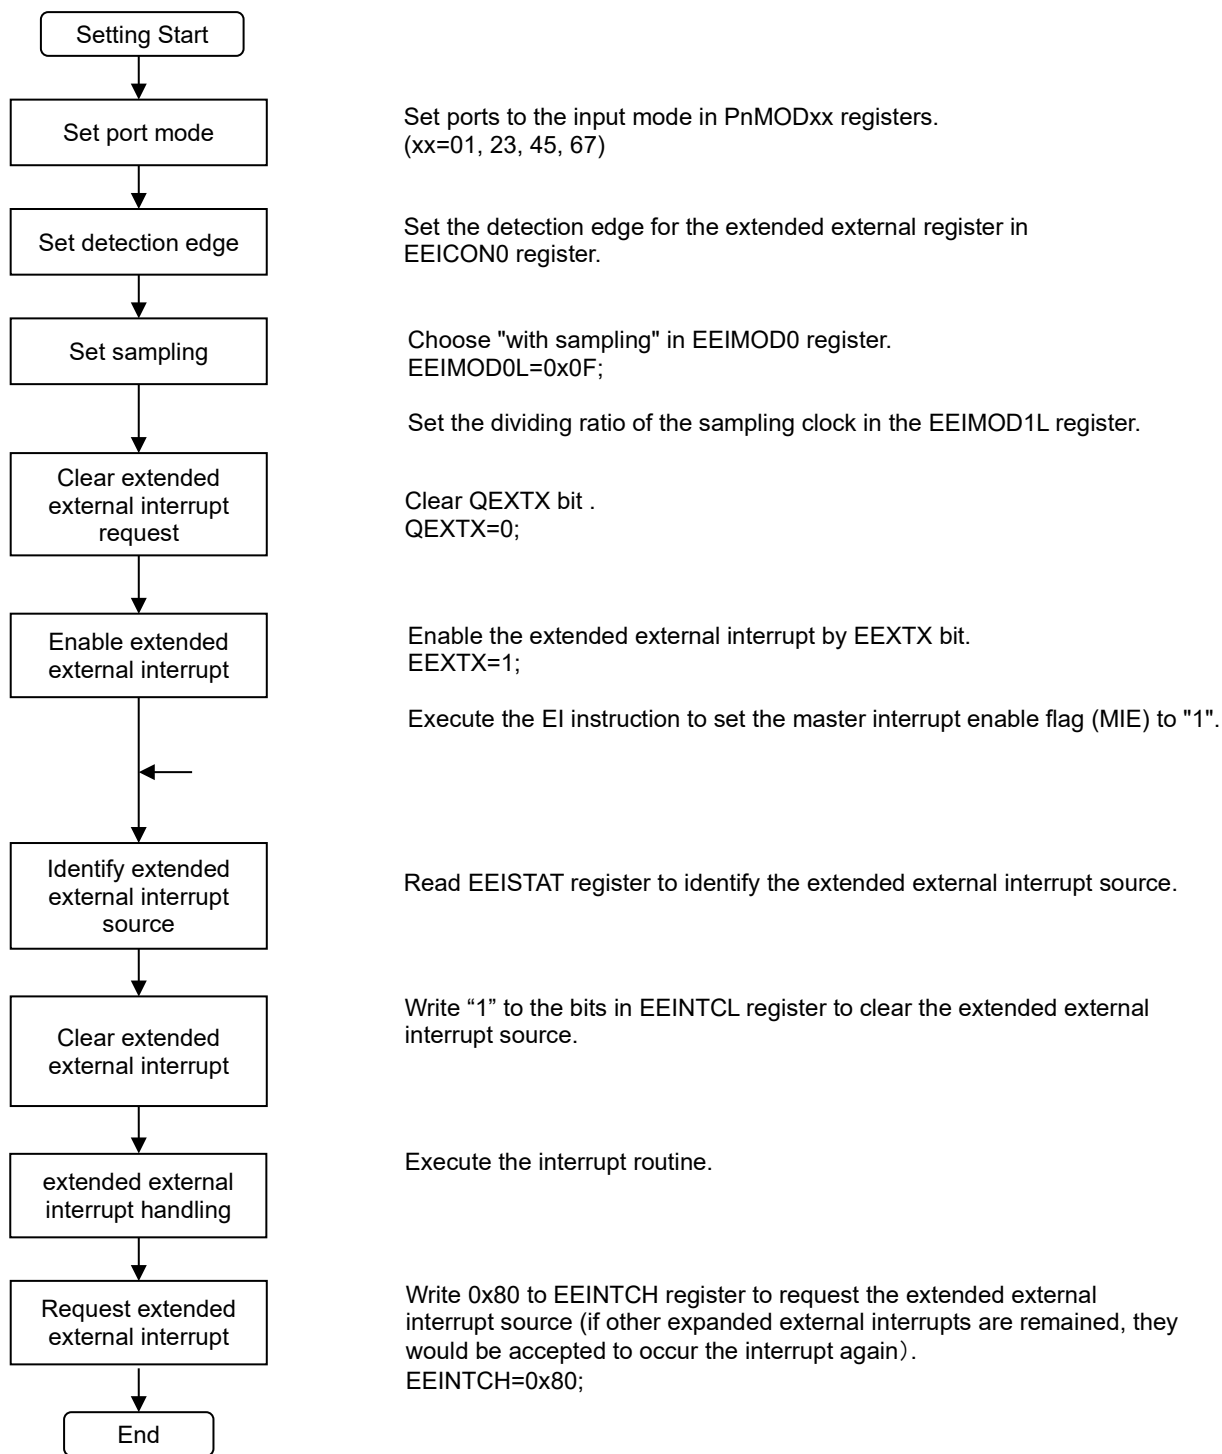 Setting Start
Set port mode
Set ports to the input mode in PnMODxx registers.
(xx=01, 23, 45, 67)
Set detection edge
Set the detection edge for the extended external register in
EEICON0 register.
Set sampling
Choose "with sampling" in EEIMOD0 register.
EEIMOD0L=0x0F;
Set the dividing ratio of the sampling clock in the EEIMOD1L register.
Clear extended
external interrupt
request
Clear QEXTX bit .
QEXTX=0;
Enable extended
external interrupt
Enable the extended external interrupt by EEXTX bit.
EEXTX=1;
Execute the EI instruction to set the master interrupt enable flag (MIE) to "1".
Identify extended
external interrupt
source
Read EEISTAT register to identify the extended external interrupt source.
Clear extended
external interrupt
Write “1” to the bits in EEINTCL register to clear the extended external
interrupt source.
extended external
interrupt handling
Execute the interrupt routine.
Request extended
external interrupt
Write 0x80 to EEINTCH register to request the extended external
interrupt source (if other expanded external interrupts are remained, they
would be accepted to occur the interrupt again）.
EEINTCH=0x80;
End